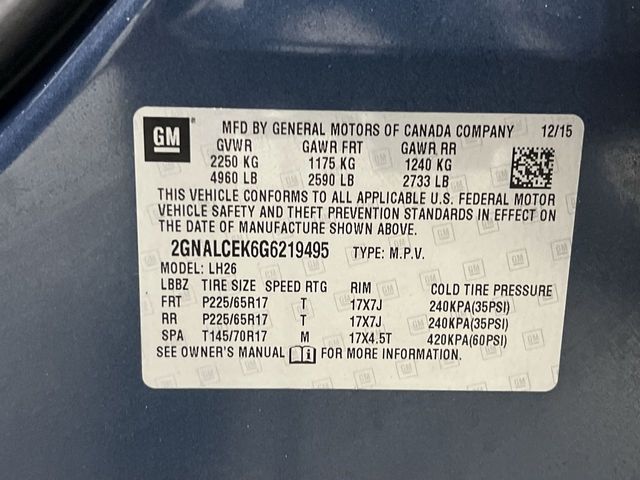 GM MFD BY GENERAL MOTORS OF CANADA COMPANY 12/15
GVWR GAWR FRT GAWR RR
2250 KG 1175 KG 1240 KG
4960 LB 2590 LB 2733 LB
THIS VEHICLE CONFORMS TO ALL APPLICABLE U.S. FEDERAL MOTOR
VEHICLE SAFETY AND THEFT PREVENTION STANDARDS IN EFFECT ON
THE DATE OF MANUFACTURE SHOWN ABOVE.
2GNALCEK6G6219495 TYPE: M.P.V.
MODEL: LH26
LBBZ TIRE SIZE SPEED RTG RIM COLD TIRE PRESSURE
FRT P225/65R17 T 17X7J 240KPA(35PSI)
RR P225/65R17 T 17X7J 240KPA(35PSI)
SPA T145/70R17 M 17X4.5T 420KPA(60PSI)
SEE OWNER'S MANUAL FOR MORE INFORMATION.